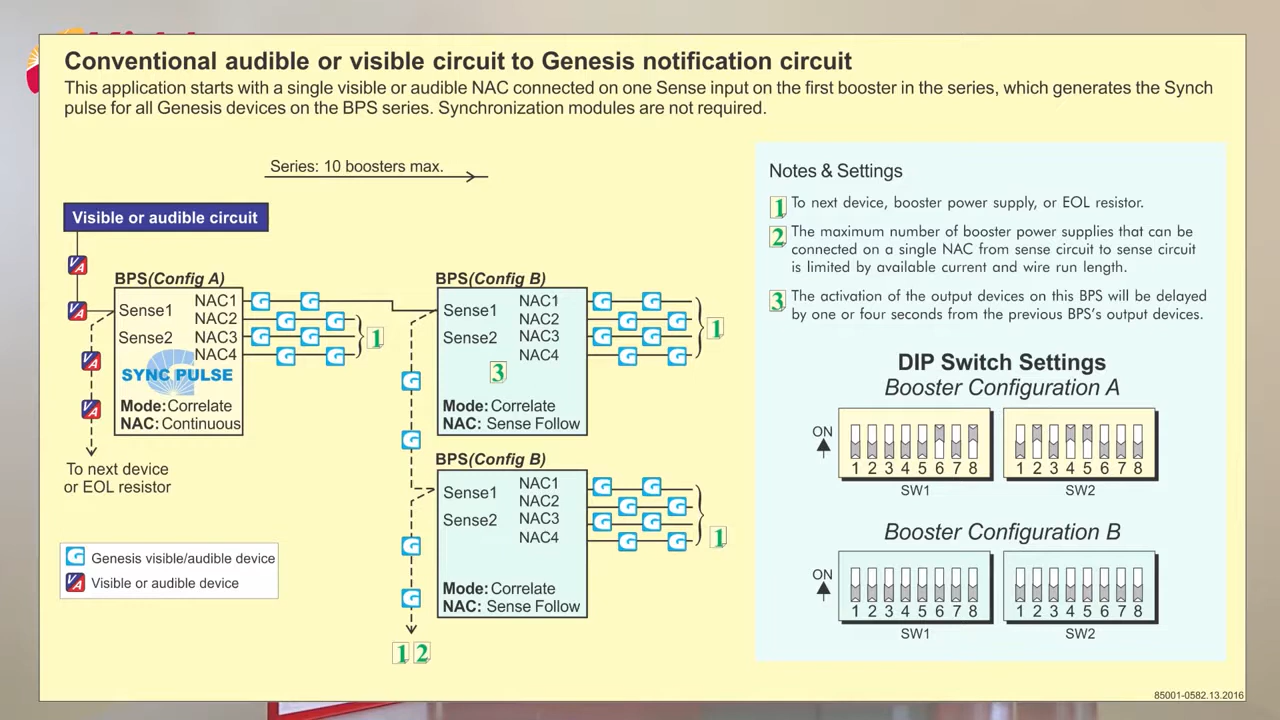 Conventional audible or visible circuit to Genesis notification circuit
This application starts with a single visible or audible NAC connected on one Sense input on the first booster in the series, which generates the Synch
pulse for all Genesis devices on the BPS series. Synchronization modules are not required.
Series: 10 boosters max.
Visible or audible circuit
BPS(Config A)
Sense1
Sense2
NAC1
NAC2
NAC3
NAC4
1
SYNC PULSE
Mode: Correlate
NAC: Continuous
To next device
or EOL resistor
BPS(Config B)
Sense1
Sense2
NAC1
NAC2
NAC3
NAC4
1
3
Mode: Correlate
NAC: Sense Follow
BPS(Config B)
Sense1
Sense2
NAC1
NAC2
NAC3
NAC4
1
Mode: Correlate
NAC: Sense Follow
1 2
G Genesis visible/audible device
V/A Visible or audible device
Notes & Settings
1 To next device, booster power supply, or EOL resistor.
2 The maximum number of booster power supplies that can be
connected on a single NAC from sense circuit to sense circuit
is limited by available current and wire run length.
3 The activation of the output devices on this BPS will be delayed
by one or four seconds from the previous BPS's output devices.
DIP Switch Settings
Booster Configuration A
ON
1 2 3 4 5 6 7 8
SW1
1 2 3 4 5 6 7 8
SW2
Booster Configuration B
ON
1 2 3 4 5 6 7 8
SW1
1 2 3 4 5 6 7 8
SW2
85001-0582.13.2016